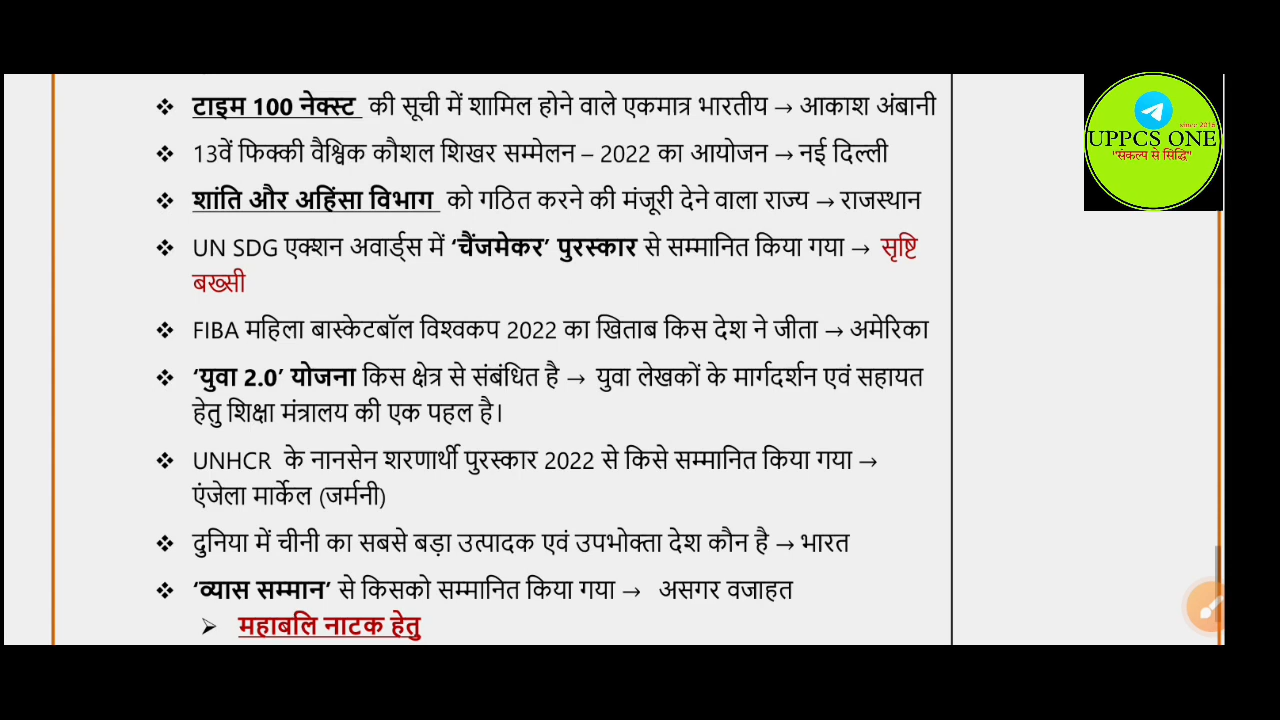 ❖ टाइम 100 नेक्स्ट की सूची में शामिल होने वाले एकमात्र भारतीय → आकाश अंबानी
❖ 13वें फिक्की वैश्विक कौशल शिखर सम्मेलन – 2022 का आयोजन → नई दिल्ली
❖ शांति और अहिंसा विभाग को गठित करने की मंजूरी देने वाला राज्य → राजस्थान
❖ UN SDG एक्शन अवार्ड्स में ‘चैंजमेकर’ पुरस्कार से सम्मानित किया गया → सृष्टि
बख्सी
❖ FIBA महिला बास्केटबॉल विश्वकप 2022 का खिताब किस देश ने जीता → अमेरिका
❖ ‘युवा 2.0’ योजना किस क्षेत्र से संबंधित है → युवा लेखकों के मार्गदर्शन एवं सहायत
हेतु शिक्षा मंत्रालय की एक पहल है।
❖ UNHCR के नानसेन शरणार्थी पुरस्कार 2022 से किसे सम्मानित किया गया →
एंजेला मार्केल (जर्मनी)
❖ दुनिया में चीनी का सबसे बड़ा उत्पादक एवं उपभोक्ता देश कौन है → भारत
❖ ‘व्यास सम्मान’ से किसको सम्मानित किया गया → असगर वजाहत
➢ महाबलि नाटक हेतु
since 2016
UPPCS ONE
"संकल्प से सिद्धि"